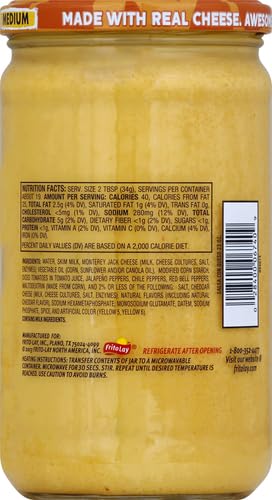 MEDIUM
MADE WITH REAL CHEESE. AWESOM
NUTRITION FACTS: SERV. SIZE 2 TBSP (34g), SERVINGS PER CONTAINER
about 19, AMOUNT PER SERVING: CALORIES 40, CALORIES FROM FAT
25, TOTAL FAT 2.5g (4% DV), SATURATED FAT 1g (4% DV), TRANS FAT 0g,
CHOLESTEROL <5mg (1% DV), SODIUM 280mg (12% DV), TOTAL
CARBOHYDRATE 5g (2% DV), DIETARY FIBER <1g (2% DV), SUGARS <1g,
PROTEIN <1g, VITAMIN A (2% DV), VITAMIN C (0% DV), CALCIUM (4% DV),
IRON (0% DV).
PERCENT DAILY VALUES (DV) ARE BASED ON A 2,000 CALORIE DIET.
INGREDIENTS: WATER, SKIM MILK, MONTEREY JACK CHEESE (MILK, CHEESE CULTURES, SALT,
ENZYMES), VEGETABLE OIL (CORN, SUNFLOWER AND/OR CANOLA OIL), MODIFIED CORN STARCH,
TOMATOES IN TOMATO JUICE, JALAPEÑO PEPPERS, CHILE PEPPERS, RED BELL PEPPERS,
MALTODEXTRIN (MADE FROM CORN), AND 2% OR LESS OF THE FOLLOWING: SALT, CHEDDAR
CHEESE (MILK, CHEESE CULTURES, SALT, ENZYMES), NATURAL FLAVORS (INCLUDING NATURAL
CHEDDAR FLAVOR), SODIUM HEXAMETAPHOSPHATE, MONOSODIUM GLUTAMATE, DATEM, SODIUM
PHOSPHATE, SPICE, AND ARTIFICIAL COLOR (YELLOW 5, YELLOW 6).
CONTAINS MILK INGREDIENTS.
MANUFACTURED FOR:
FRITO-LAY, INC., PLANO, TX 75024-4099
© 2013 FRITO-LAY NORTH AMERICA, INC.
FritoLay
REFRIGERATE AFTER OPENING
HEATING INSTRUCTIONS: TRANSFER CONTENTS OF JAR TO A MICROWAVABLE
CONTAINER. MICROWAVE FOR 30 SECS. STIR. REPEAT UNTIL DESIRED TEMPERATURE IS
REACHED. USE CAUTION TO AVOID BURNS.
1-800-352-4477
Visit our website @
fritolay.com